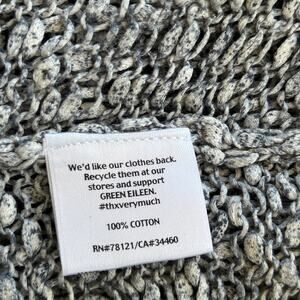 We'd like our clothes back.
Recycle them at our
stores and support
GREEN EILEEN.
#thxverymuch
100% COTTON
RN#78121/CA#34460